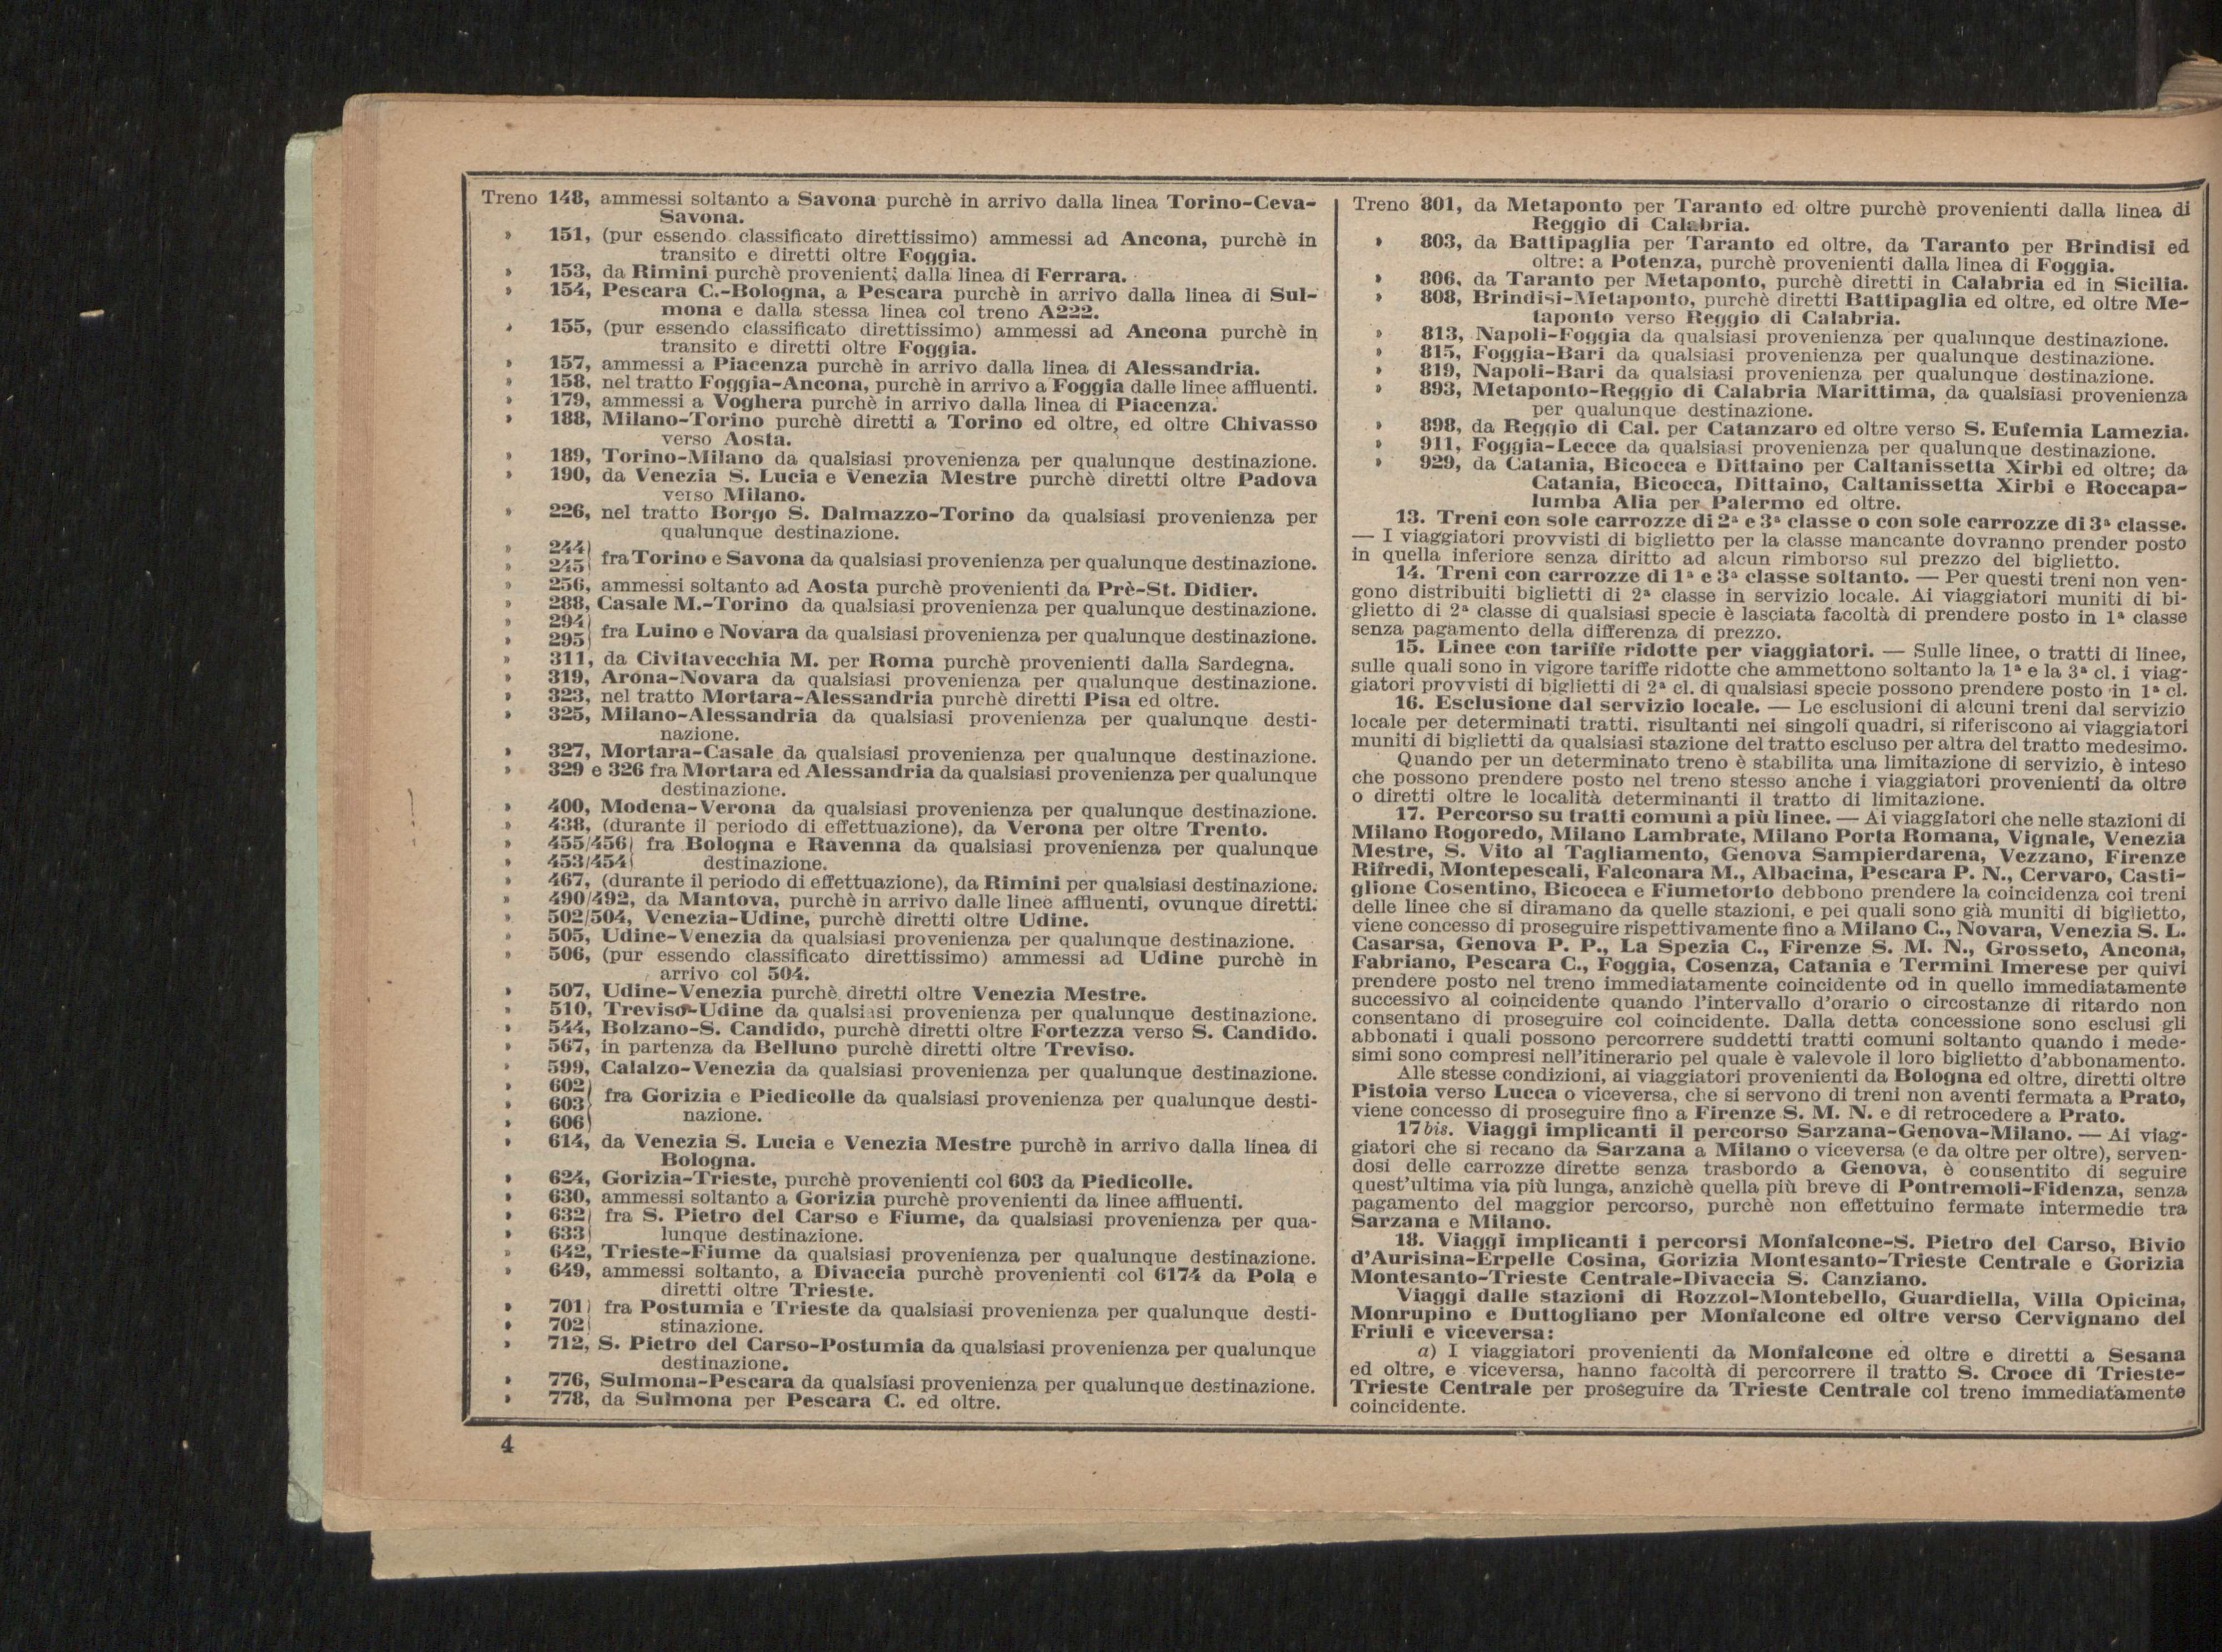 Treno 148, ammessi soltanto a Savona purchè in arrivo dalla linea Torino-Ceva-
Savona.
» 151, (pur essendo classificato direttissimo) ammessi ad Ancona, purchè in
transito e diretti oltre Foggia.
» 153, da Rimini purchè provenienti dalla linea di Ferrara.
» 154, Pescara C.-Bologna, a Pescara purchè in arrivo dalla linea di Sul-
mona e dalla stessa linea col treno A222.
» 155, (pur essendo classificato direttissimo) ammessi ad Ancona purchè in
transito e diretti oltre Foggia.
» 157, ammessi a Piacenza purchè in arrivo dalla linea di Alessandria.
» 158, nel tratto Foggia-Ancona, purchè in arrivo a Foggia dalle linee affluenti.
» 179, ammessi a Voghera purchè in arrivo dalla linea di Piacenza.
» 188, Milano-Torino purchè diretti a Torino ed oltre, ed oltre Chivasso
verso Aosta.
» 189, Torino-Milano da qualsiasi provenienza per qualunque destinazione.
» 190, da Venezia S. Lucia e Venezia Mestre purchè diretti oltre Padova
verso Milano.
» 226, nel tratto Borgo S. Dalmazzo-Torino da qualsiasi provenienza per
qualunque destinazione.
» 244)
» 245) fra Torino e Savona da qualsiasi provenienza per qualunque destinazione.
» 256, ammessi soltanto ad Aosta purchè provenienti da Prè-St. Didier.
» 288, Casale M.-Torino da qualsiasi provenienza per qualunque destinazione.
» 294)
» 295) fra Luino e Novara da qualsiasi provenienza per qualunque destinazione.
» 311, da Civitavecchia M. per Roma purchè provenienti dalla Sardegna.
» 319, Arona-Novara da qualsiasi provenienza per qualunque destinazione.
» 323, nel tratto Mortara-Alessandria purchè diretti Pisa ed oltre.
» 325, Milano-Alessandria da qualsiasi provenienza per qualunque desti-
nazione.
» 327, Mortara-Casale da qualsiasi provenienza per qualunque destinazione.
» 329 e 326 fra Mortara ed Alessandria da qualsiasi provenienza per qualunque
destinazione.
» 400, Modena-Verona da qualsiasi provenienza per qualunque destinazione.
» 438, (durante il periodo di effettuazione), da Verona per oltre Trento.
» 455/456) fra Bologna e Ravenna da qualsiasi provenienza per qualunque
» 453/454) destinazione.
» 467, (durante il periodo di effettuazione), da Rimini per qualsiasi destinazione.
» 490/492, da Mantova, purchè in arrivo dalle linee affluenti, ovunque diretti.
» 502/504, Venezia-Udine, purchè diretti oltre Udine.
» 505, Udine-Venezia da qualsiasi provenienza per qualunque destinazione.
» 506, (pur essendo classificato direttissimo) ammessi ad Udine purchè in
arrivo col 504.
» 507, Udine-Venezia purchè diretti oltre Venezia Mestre.
» 510, Treviso-Udine da qualsiasi provenienza per qualunque destinazione.
» 544, Bolzano-S. Candido, purchè diretti oltre Fortezza verso S. Candido.
» 567, in partenza da Belluno purchè diretti oltre Treviso.
» 599, Calalzo-Venezia da qualsiasi provenienza per qualunque destinazione.
» 602)
» 603) fra Gorizia e Piedicolle da qualsiasi provenienza per qualunque desti-
» 606) nazione.
» 614, da Venezia S. Lucia e Venezia Mestre purchè in arrivo dalla linea di
Bologna.
» 624, Gorizia-Trieste, purchè provenienti col 603 da Piedicolle.
» 630, ammessi soltanto a Gorizia purchè provenienti da linee affluenti.
» 632) fra S. Pietro del Carso e Fiume, da qualsiasi provenienza per qua-
» 633) lunque destinazione.
» 642, Trieste-Fiume da qualsiasi provenienza per qualunque destinazione.
» 649, ammessi soltanto, a Divaccia purchè provenienti col 6174 da Pola e
diretti oltre Trieste.
» 701) fra Postumia e Trieste da qualsiasi provenienza per qualunque desti-
» 702) stinazione.
» 712, S. Pietro del Carso-Postumia da qualsiasi provenienza per qualunque
destinazione.
» 776, Sulmona-Pescara da qualsiasi provenienza per qualunque destinazione.
» 778, da Sulmona per Pescara C. ed oltre.
4
Treno 801, da Metaponto per Taranto ed oltre purchè provenienti dalla linea di
Reggio di Calabria.
» 803, da Battipaglia per Taranto ed oltre, da Taranto per Brindisi ed
oltre: a Potenza, purchè provenienti dalla linea di Foggia.
» 806, da Taranto per Metaponto, purchè diretti in Calabria ed in Sicilia.
» 808, Brindisi-Metaponto, purchè diretti Battipaglia ed oltre, ed oltre Me-
taponto verso Reggio di Calabria.
» 813, Napoli-Foggia da qualsiasi provenienza per qualunque destinazione.
» 815, Foggia-Bari da qualsiasi provenienza per qualunque destinazione.
» 819, Napoli-Bari da qualsiasi provenienza per qualunque destinazione.
» 893, Metaponto-Reggio di Calabria Marittima, da qualsiasi provenienza
per qualunque destinazione.
» 898, da Reggio di Cal. per Catanzaro ed oltre verso S. Eufemia Lamezia.
» 911, Foggia-Lecce da qualsiasi provenienza per qualunque destinazione.
» 929, da Catania, Bicocca e Dittaino per Caltanissetta Xirbi ed oltre; da
Catania, Bicocca, Dittaino, Caltanissetta Xirbi e Roccapa-
lumba Alia per Palermo ed oltre.
13. Treni con sole carrozze di 2ª e 3ª classe o con sole carrozze di 3ª classe.
— I viaggiatori provvisti di biglietto per la classe mancante dovranno prender posto
in quella inferiore senza diritto ad alcun rimborso sul prezzo del biglietto.
14. Treni con carrozze di 1ª e 3ª classe soltanto. — Per questi treni non ven-
gono distribuiti biglietti di 2ª classe in servizio locale. Ai viaggiatori muniti di bi-
glietto di 2ª classe di qualsiasi specie è lasciata facoltà di prendere posto in 1ª classe
senza pagamento della differenza di prezzo.
15. Linee con tariffe ridotte per viaggiatori. — Sulle linee, o tratti di linee,
sulle quali sono in vigore tariffe ridotte che ammettono soltanto la 1ª e la 3ª cl. i viag-
giatori provvisti di biglietti di 2ª cl. di qualsiasi specie possono prendere posto in 1ª cl.
16. Esclusione dal servizio locale. — Le esclusioni di alcuni treni dal servizio
locale per determinati tratti. risultanti nei singoli quadri, si riferiscono ai viaggiatori
muniti di biglietti da qualsiasi stazione del tratto escluso per altra del tratto medesimo.
Quando per un determinato treno è stabilita una limitazione di servizio, è inteso
che possono prendere posto nel treno stesso anche i viaggiatori provenienti da oltre
o diretti oltre le località determinanti il tratto di limitazione.
17. Percorso su tratti comuni a più linee. — Ai viaggiatori che nelle stazioni di
Milano Rogoredo, Milano Lambrate, Milano Porta Romana, Vignale, Venezia
Mestre, S. Vito al Tagliamento, Genova Sampierdarena, Vezzano, Firenze
Rifredi, Montepescali, Falconara M., Albacina, Pescara P. N., Cervaro, Casti-
glione Cosentino, Bicocca e Fiumetorto debbono prendere la coincidenza coi treni
delle linee che si diramano da quelle stazioni, e pei quali sono già muniti di biglietto,
viene concesso di proseguire rispettivamente fino a Milano C., Novara, Venezia S. L.
Casarsa, Genova P. P., La Spezia C., Firenze S. M. N., Grosseto, Ancona,
Fabriano, Pescara C., Foggia, Cosenza, Catania e Termini Imerese per quivi
prendere posto nel treno immediatamente coincidente od in quello immediatamente
successivo al coincidente quando l'intervallo d'orario o circostanze di ritardo non
consentano di proseguire col coincidente. Dalla detta concessione sono esclusi gli
abbonati i quali possono percorrere suddetti tratti comuni soltanto quando i mede-
simi sono compresi nell'itinerario pel quale è valevole il loro biglietto d'abbonamento.
Alle stesse condizioni, ai viaggiatori provenienti da Bologna ed oltre, diretti oltre
Pistoia verso Lucca o viceversa, che si servono di treni non aventi fermata a Prato,
viene concesso di proseguire fino a Firenze S. M. N. e di retrocedere a Prato.
17 bis. Viaggi implicanti il percorso Sarzana-Genova-Milano. — Ai viag-
giatori che si recano da Sarzana a Milano o viceversa (e da oltre per oltre), serven-
dosi delle carrozze dirette senza trasbordo a Genova, è consentito di seguire
quest'ultima via più lunga, anzichè quella più breve di Pontremoli-Fidenza, senza
pagamento del maggior percorso, purchè non effettuino fermate intermedie tra
Sarzana e Milano.
18. Viaggi implicanti i percorsi Monfalcone-S. Pietro del Carso, Bivio
d'Aurisina-Erpelle Cosina, Gorizia Montesanto-Trieste Centrale e Gorizia
Montesanto-Trieste Centrale-Divaccia S. Canziano.
Viaggi dalle stazioni di Rozzol-Montebello, Guardiella, Villa Opicina,
Monrupino e Duttogliano per Monfalcone ed oltre verso Cervignano del
Friuli e viceversa:
a) I viaggiatori provenienti da Monfalcone ed oltre e diretti a Sesana
ed oltre, e viceversa, hanno facoltà di percorrere il tratto S. Croce di Trieste-
Trieste Centrale per proseguire da Trieste Centrale col treno immediatamente
coincidente.